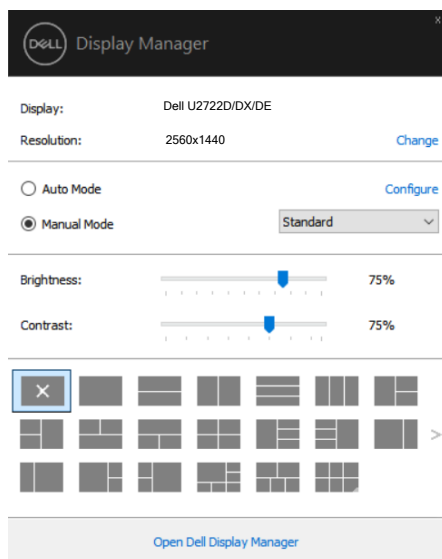 x
DELL Display Manager
Display: Dell U2722D/DX/DE
Resolution: 2560x1440 Change
Auto Mode Configure
Manual Mode Standard
Brightness: 75%
Contrast: 75%
Open Dell Display Manager